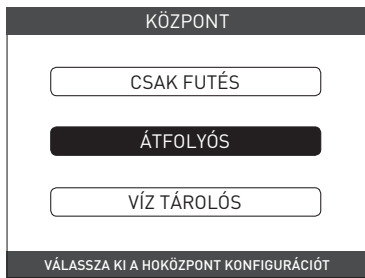 KÖZPONT
CSAK FUTÉS
ÁTFOLYÓS
VÍZ TÁROLÓS
VÁLASSZA KI A HOKÖZPONT KONFIGURÁCIÓT